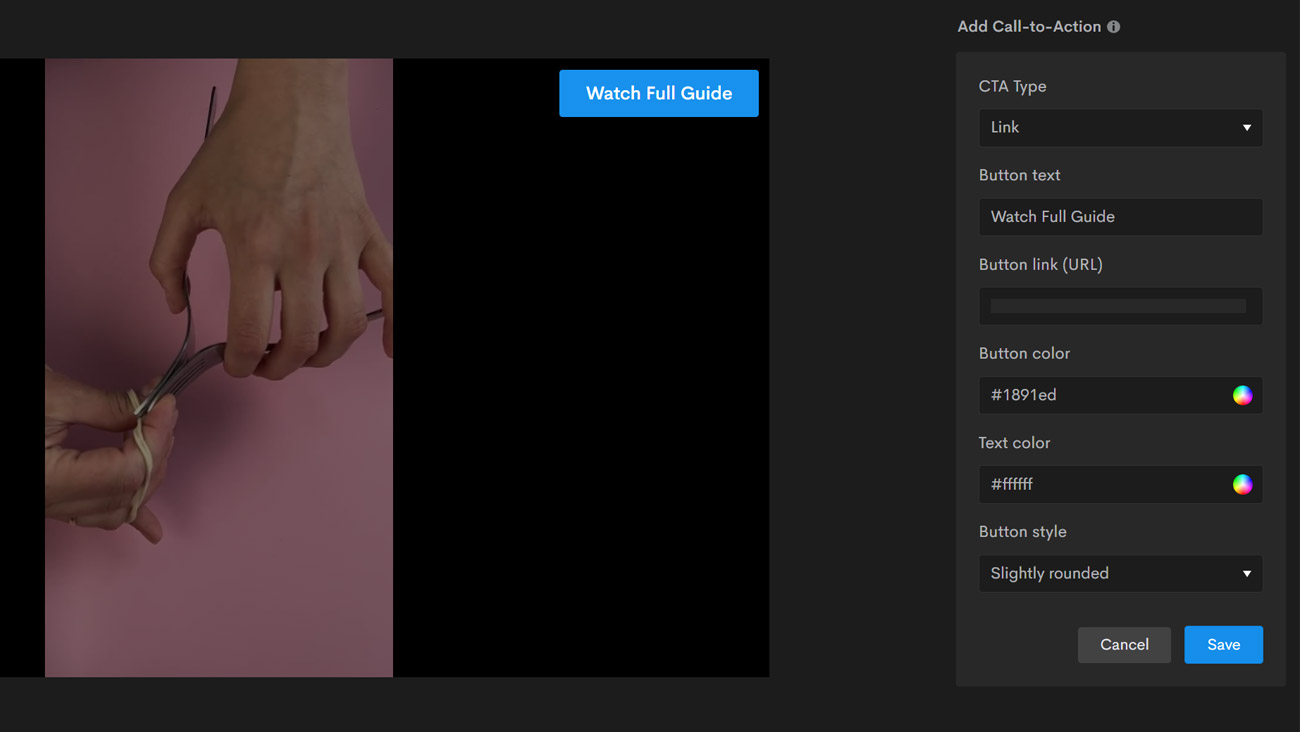 Add Call-to-Action
Watch Full Guide
CTA Type
Link
Button text
Watch Full Guide
Button link (URL)
Button color
#1891ed
Text color
#ffffff
Button style
Slightly rounded
Cancel
Save